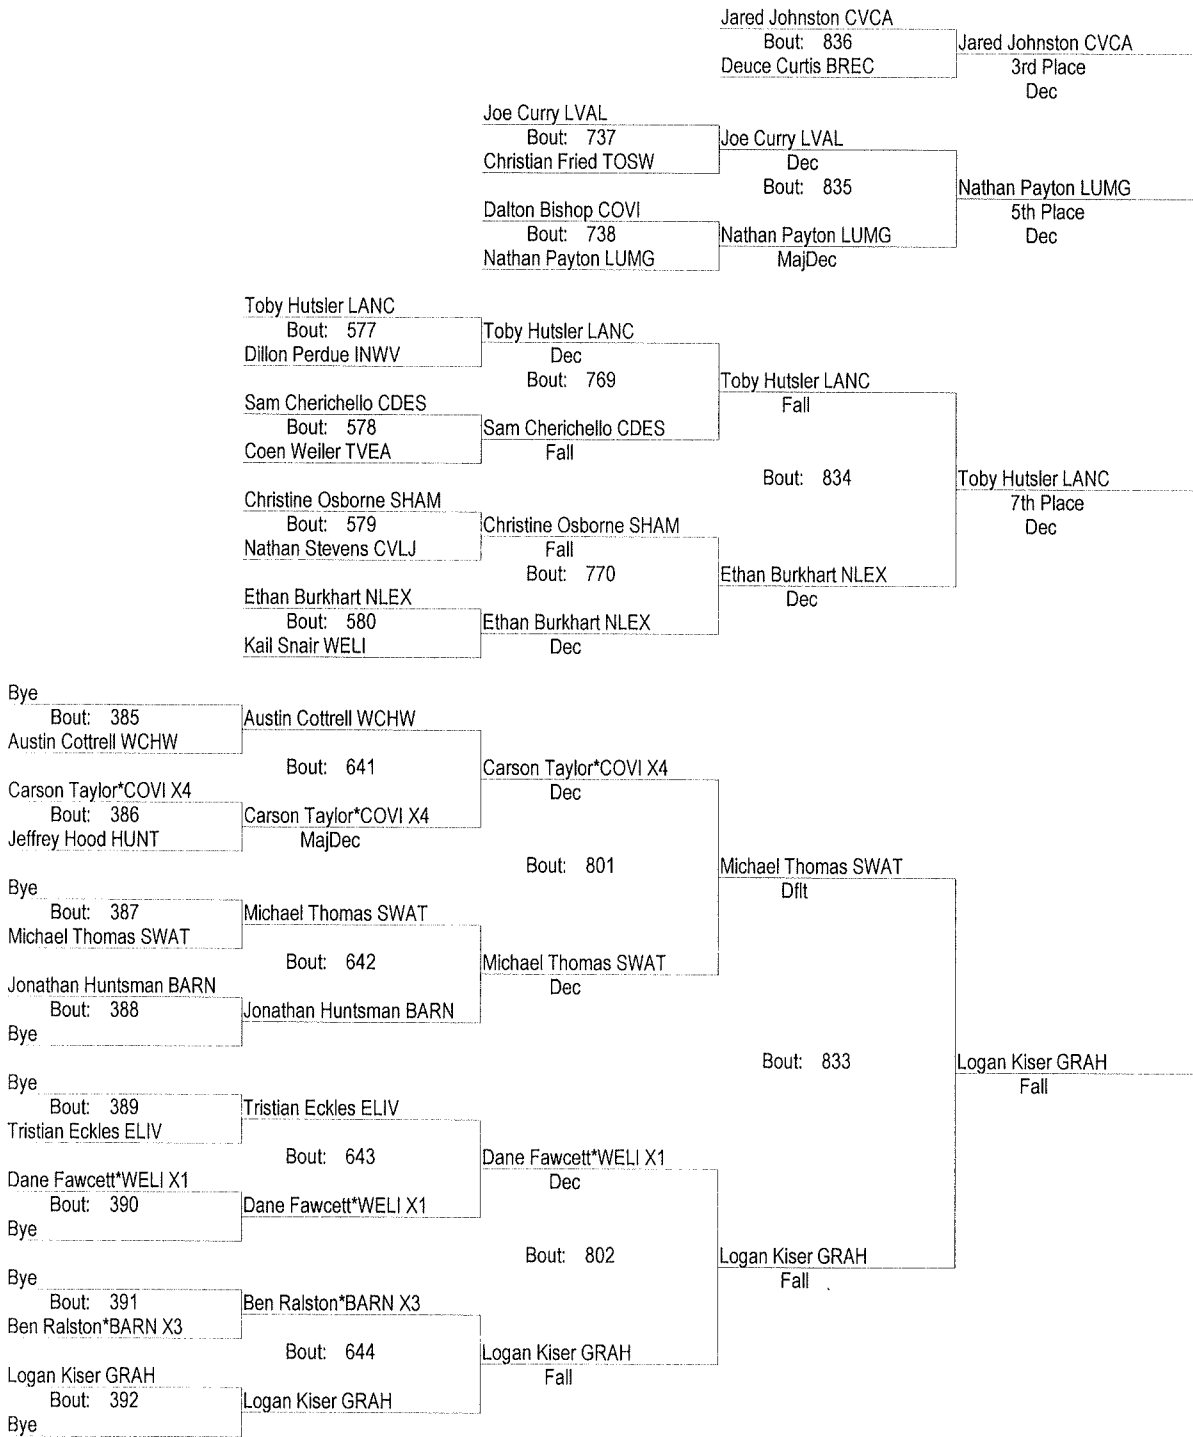 Jared Johnston CVCA
Bout: 836
Deuce Curtis BREC
Jared Johnston CVCA
3rd Place
Dec
Joe Curry LVAL
Bout: 737
Christian Fried TOSW
Joe Curry LVAL
Dec
Bout: 835
Dalton Bishop COVI
Bout: 738
Nathan Payton LUMG
Nathan Payton LUMG
MajDec
Nathan Payton LUMG
5th Place
Dec
Toby Hutsler LANC
Bout: 577
Dillon Perdue INWV
Toby Hutsler LANC
Dec
Bout: 769
Sam Cherichello CDES
Bout: 578
Coen Weiler TVEA
Sam Cherichello CDES
Fall
Toby Hutsler LANC
Fall
Bout: 834
Christine Osborne SHAM
Bout: 579
Nathan Stevens CVLJ
Christine Osborne SHAM
Fall
Bout: 770
Ethan Burkhart NLEX
Bout: 580
Kail Snair WELI
Ethan Burkhart NLEX
Dec
Ethan Burkhart NLEX
Dec
Toby Hutsler LANC
7th Place
Dec
Bye
Bout: 385
Austin Cottrell WCHW
Austin Cottrell WCHW
Bout: 641
Carson Taylor*COVI X4
Bout: 386
Jeffrey Hood HUNT
Carson Taylor*COVI X4
MajDec
Carson Taylor*COVI X4
Dec
Bout: 801
Bye
Bout: 387
Michael Thomas SWAT
Michael Thomas SWAT
Bout: 642
Jonathan Huntsman BARN
Bout: 388
Bye
Jonathan Huntsman BARN
Michael Thomas SWAT
Dec
Michael Thomas SWAT
Dflt
Bout: 833
Bye
Bout: 389
Tristian Eckles ELIV
Tristian Eckles ELIV
Bout: 643
Dane Fawcett*WELI X1
Bout: 390
Bye
Dane Fawcett*WELI X1
Dane Fawcett*WELI X1
Dec
Bout: 802
Bye
Bout: 391
Ben Ralston*BARN X3
Ben Ralston*BARN X3
Bout: 644
Logan Kiser GRAH
Bout: 392
Bye
Logan Kiser GRAH
Logan Kiser GRAH
Fall
Logan Kiser GRAH
Fall
Logan Kiser GRAH
Fall